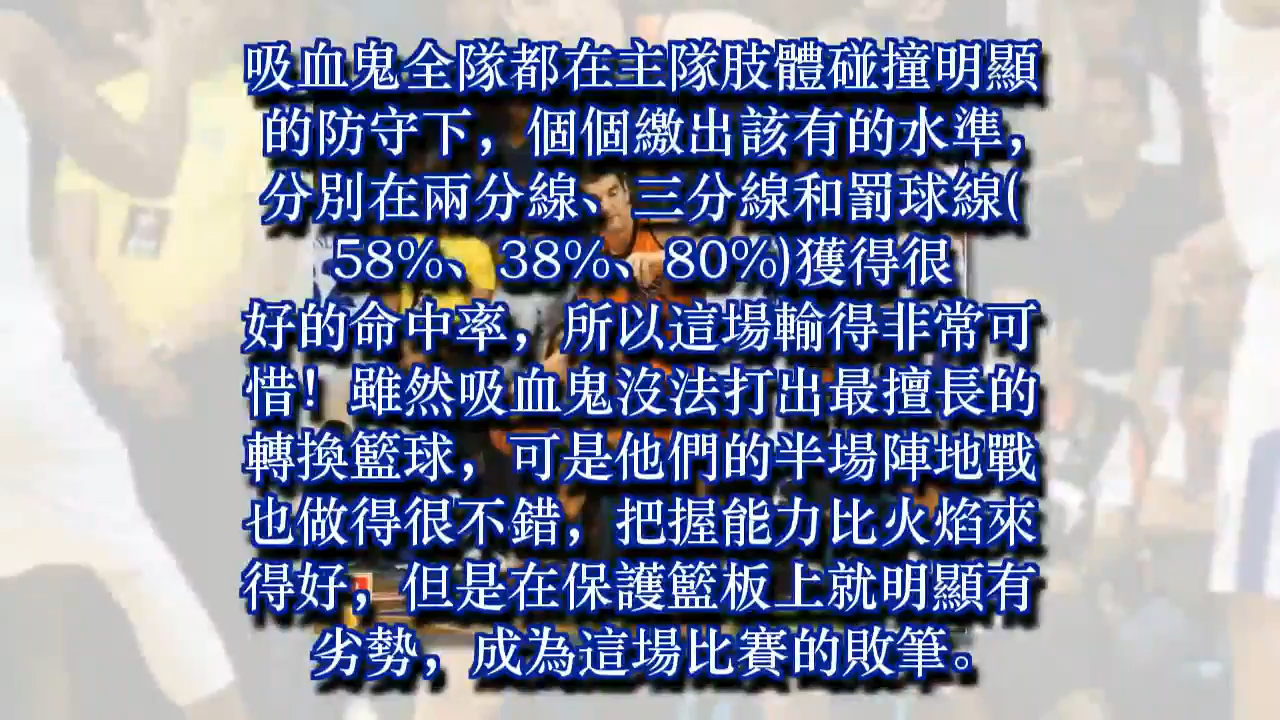 吸血鬼全隊都在主隊肢體碰撞明顯
的防守下，個個繳出該有的水準，
分別在兩分線、三分線和罰球線(
58%、38%、80%)獲得很
好的命中率，所以這場輸得非常可
惜！雖然吸血鬼沒法打出最擅長的
轉換籃球，可是他們的半場陣地戰
也做得很不錯，把握能力比火焰來
得好，但是在保護籃板上就明顯有
劣勢，成為這場比賽的敗筆。